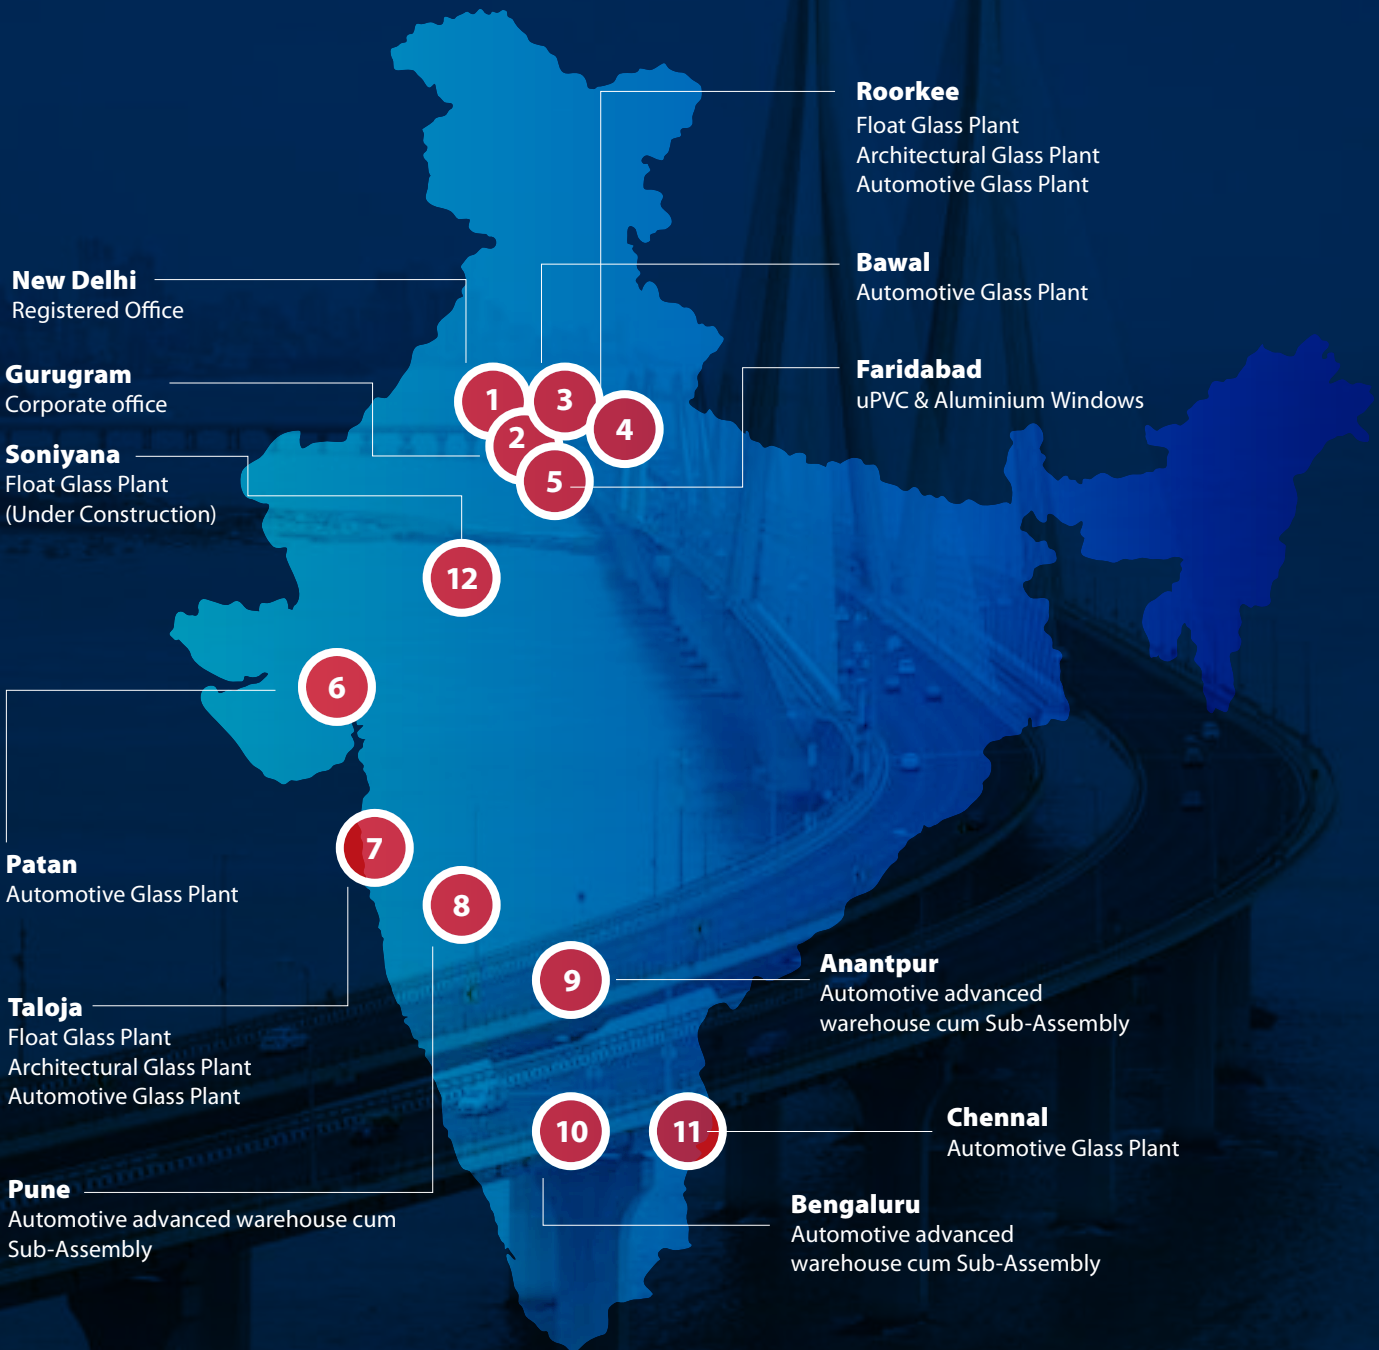 Roorkee
Float Glass Plant
Architectural Glass Plant
Automotive Glass Plant
New Delhi
Registered Office
Bawal
Automotive Glass Plant
Gurugram
Corporate office
Faridabad
uPVC & Aluminium Windows
Soniyana
Float Glass Plant
(Under Construction)
1
2
3
4
5
12
6
7
8
9
10
11
Patan
Automotive Glass Plant
Taloja
Float Glass Plant
Architectural Glass Plant
Automotive Glass Plant
Pune
Automotive advanced warehouse cum
Sub-Assembly
Anantpur
Automotive advanced
warehouse cum Sub-Assembly
Chennal
Automotive Glass Plant
Bengaluru
Automotive advanced
warehouse cum Sub-Assembly